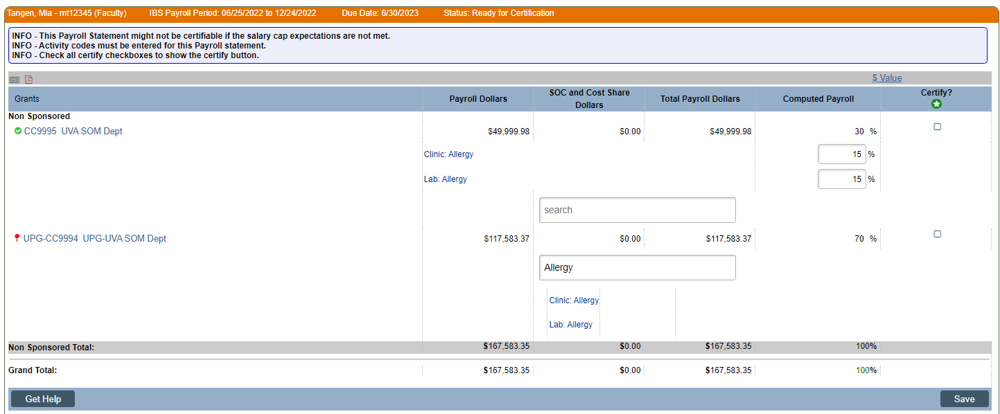 Tangen, Mia - mt12345 (Faculty) IBS Payroll Period: 06/25/2022 to 12/24/2022 Due Date: 6/30/2023 Status: Ready for Certification
INFO - This Payroll Statement might not be certifiable if the salary cap expectations are not met.
INFO - Activity codes must be entered for this Payroll statement.
INFO - Check all certify checkboxes to show the certify button.
$ Value
Grants Payroll Dollars SOC and Cost Share Dollars Total Payroll Dollars Computed Payroll Certify?
Non Sponsored
CC9995 UVA SOM Dept $49,999.98 $0.00 $49,999.98 30 %
Clinic: Allergy 15 %
Lab: Allergy 15 %
search
UPG-CC9994 UPG-UVA SOM Dept $117,583.37 $0.00 $117,583.37 70 %
Allergy
Clinic: Allergy
Lab: Allergy
Non Sponsored Total: $167,583.35 $0.00 $167,583.35 100%
Grand Total: $167,583.35 $0.00 $167,583.35 100%
Get Help Save